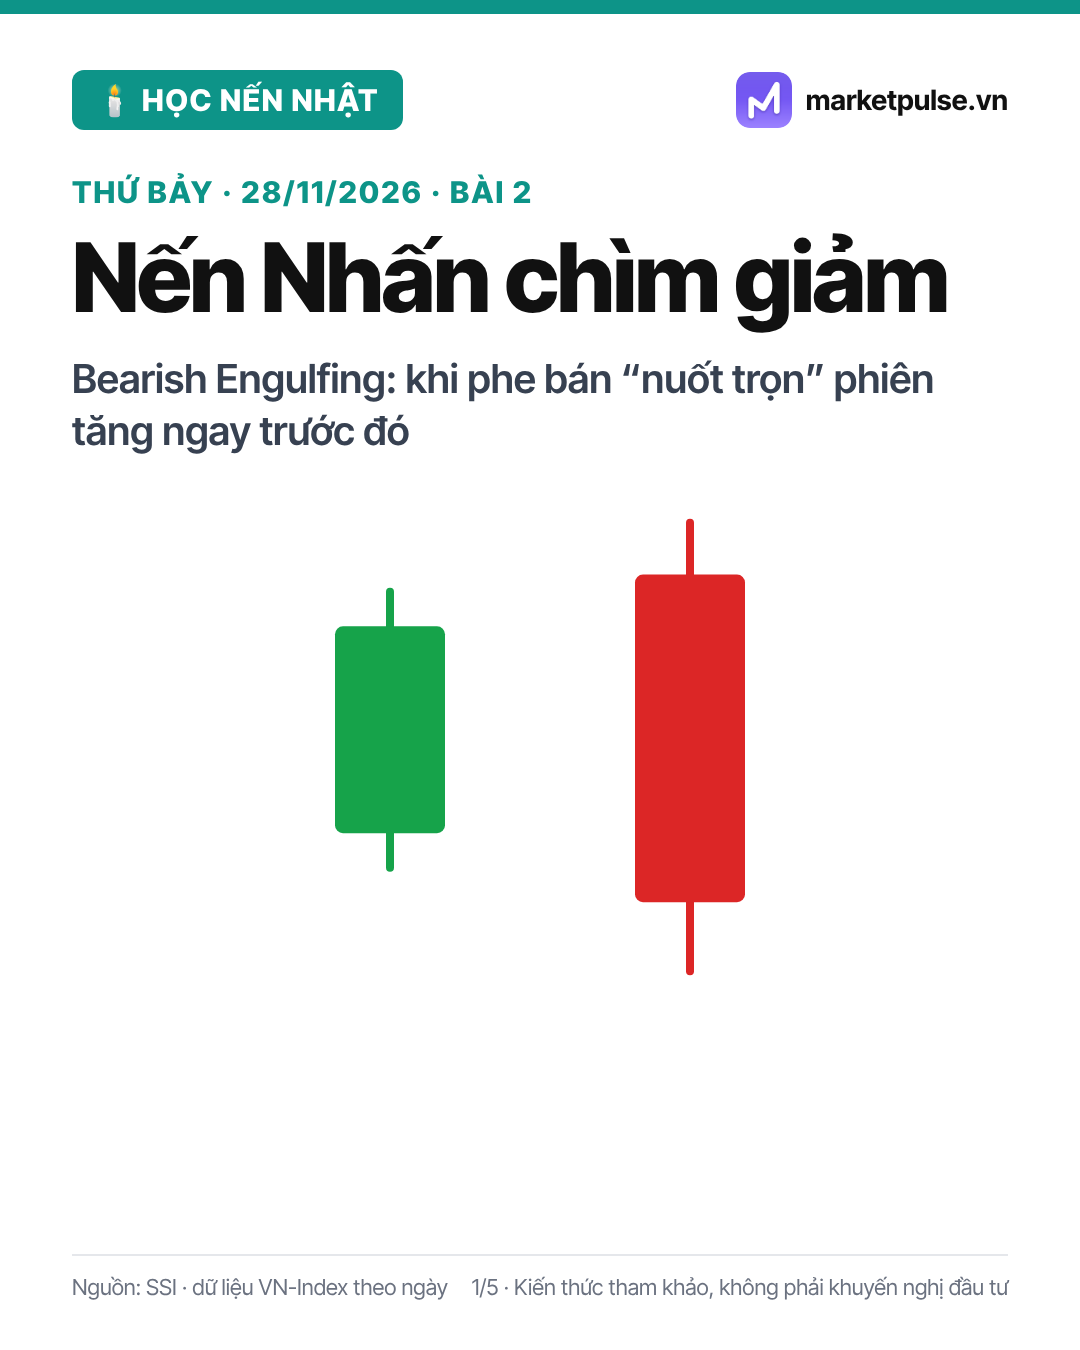 HỌC NẾN NHẬT
marketpulse.vn
THỨ BẢY · 28/11/2026 · BÀI 2
Nến Nhấn chìm giảm
Bearish Engulfing: khi phe bán “nuốt trọn” phiên
tăng ngay trước đó
Nguồn: SSI · dữ liệu VN-Index theo ngày
1/5 · Kiến thức tham khảo, không phải khuyến nghị đầu tư